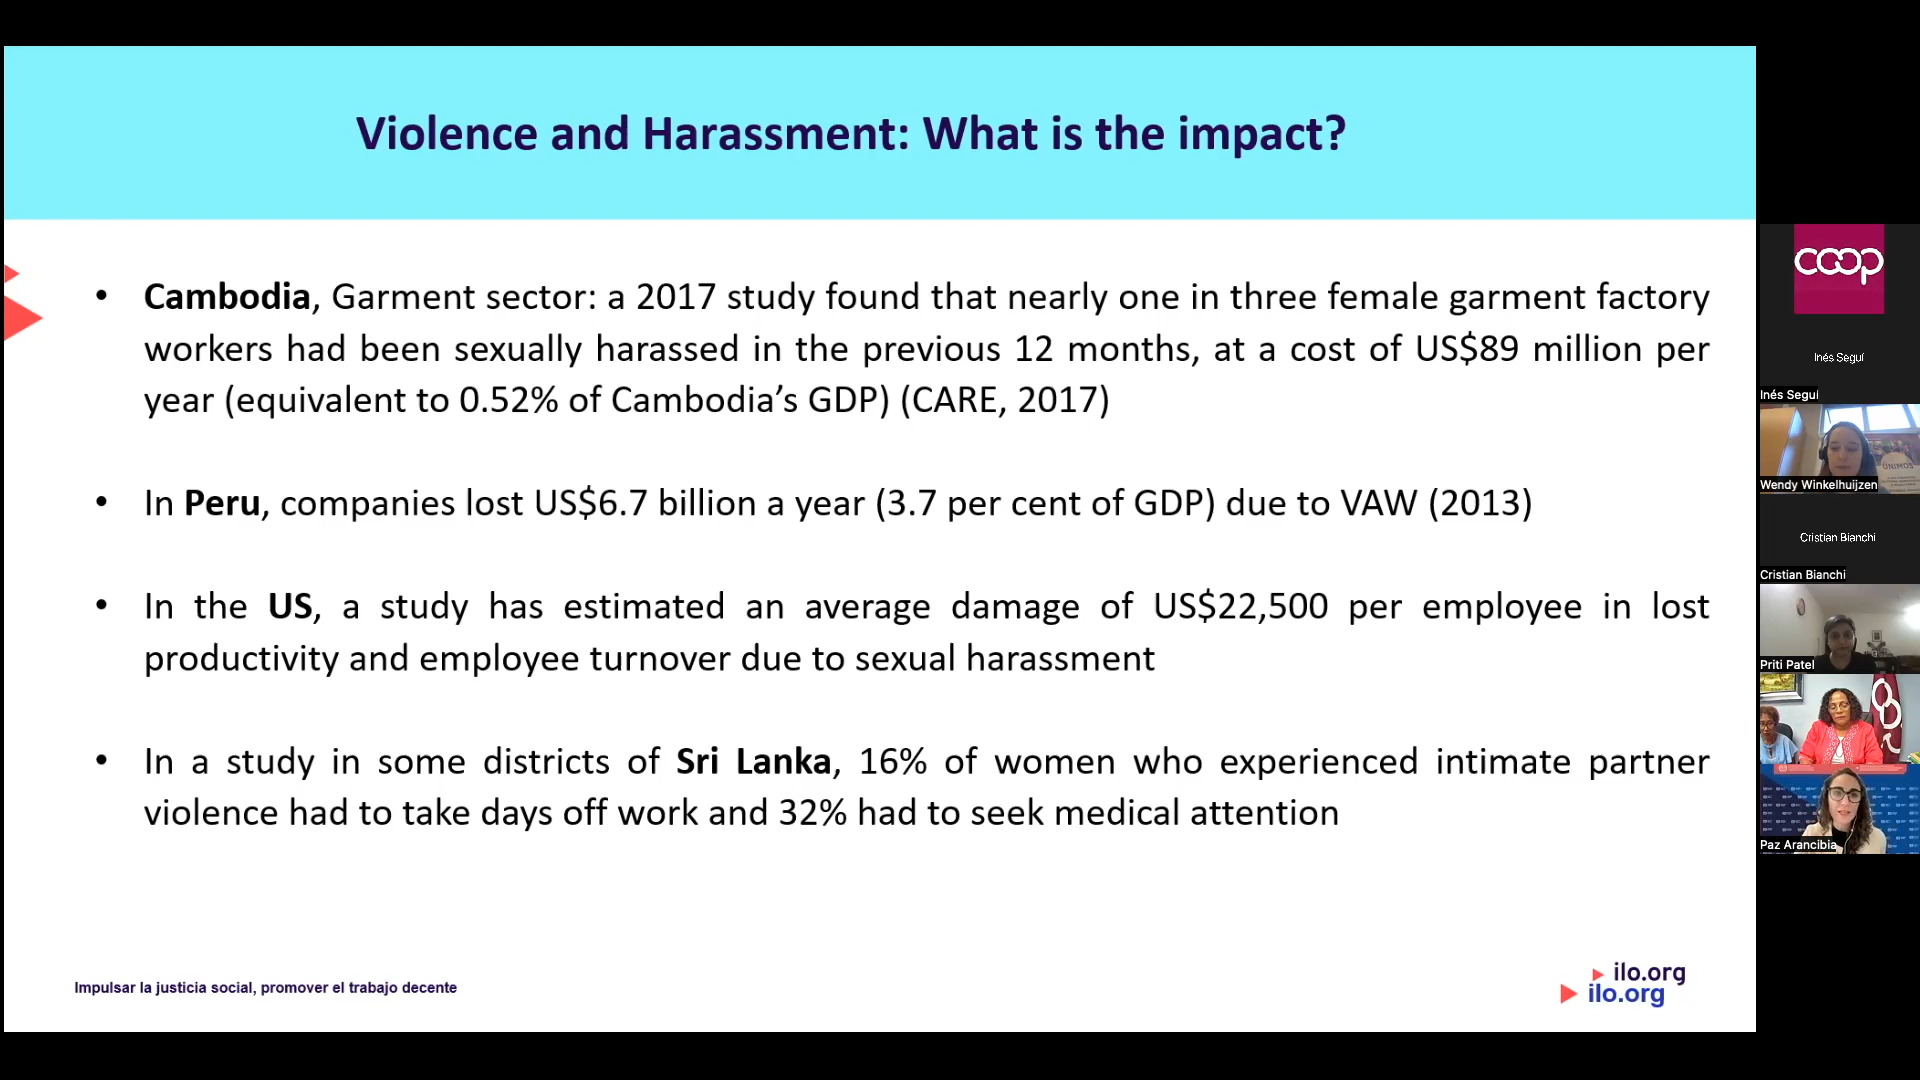 Violence and Harassment: What is the impact?
• Cambodia, Garment sector: a 2017 study found that nearly one in three female garment factory
workers had been sexually harassed in the previous 12 months, at a cost of US$89 million per
year (equivalent to 0.52% of Cambodia’s GDP) (CARE, 2017)
• In Peru, companies lost US$6.7 billion a year (3.7 per cent of GDP) due to VAW (2013)
• In the US, a study has estimated an average damage of US$22,500 per employee in lost
productivity and employee turnover due to sexual harassment
• In a study in some districts of Sri Lanka, 16% of women who experienced intimate partner
violence had to take days off work and 32% had to seek medical attention
Impulsar la justicia social, promover el trabajo decente
ilo.org
ilo.org
coop
Inés Seguí
Inés Seguí
UNIMOS
Wendy Winkelhuijzen
Cristian Bianchi
Cristian Bianchi
Priti Patel
Paz Arancibia